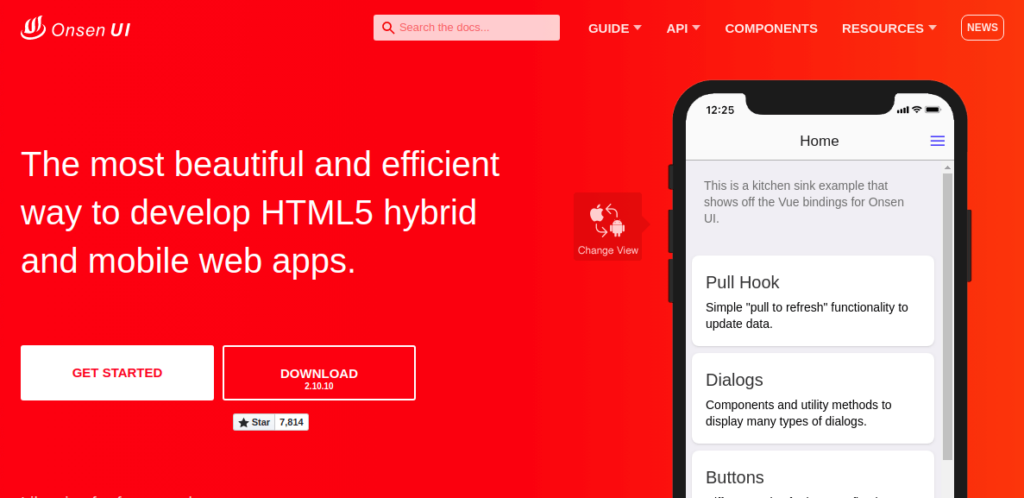 Onsen UI
Search the docs...
GUIDE
API
COMPONENTS
RESOURCES
NEWS
The most beautiful and efficient
way to develop HTML5 hybrid
and mobile web apps.
GET STARTED
DOWNLOAD
2.10.10
Star 7,814
Change View
12:25
Home
This is a kitchen sink example that
shows off the Vue bindings for Onsen
UI.
Pull Hook
Simple "pull to refresh" functionality to
update data.
Dialogs
Components and utility methods to
display many types of dialogs.
Buttons